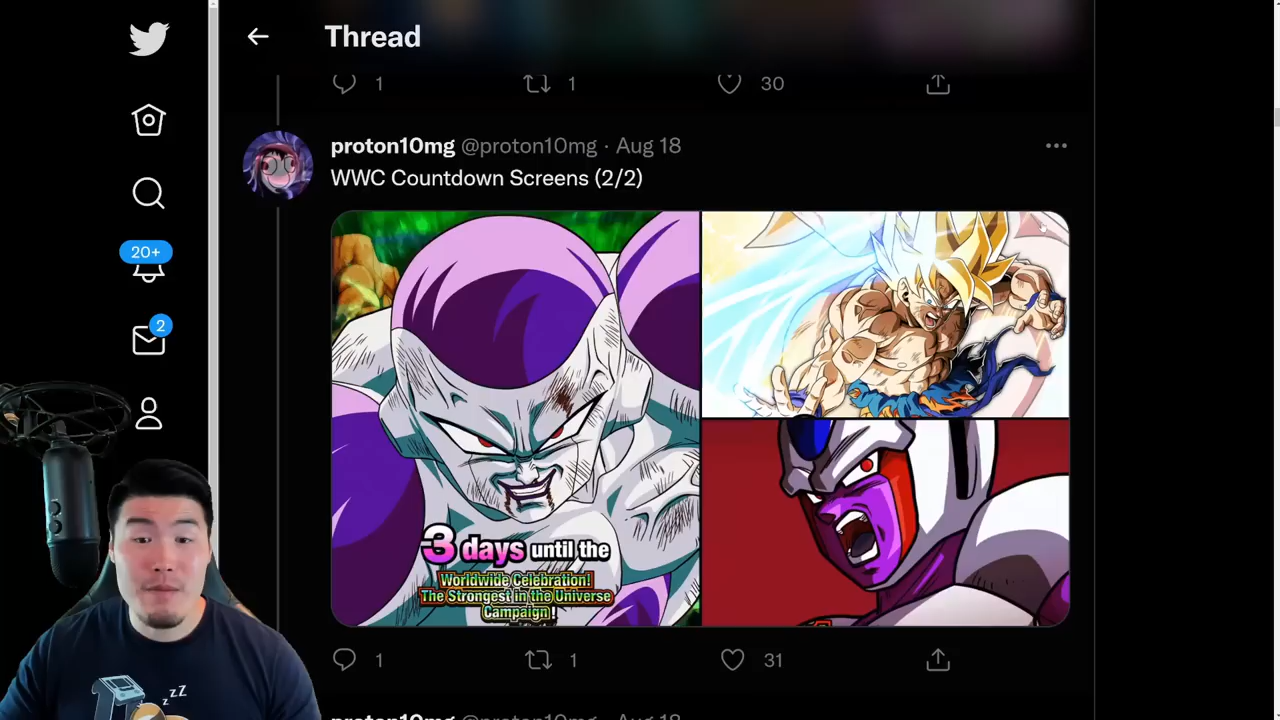 Thread
1 1 30
proton10mg @proton10mg · Aug 18
WWC Countdown Screens (2/2)
20+
2
3 days until the
Worldwide Celebration!
The Strongest in the Universe
Campaign!
1 1 31
proton10mg @proton10mg · Aug 18
z z Z Z